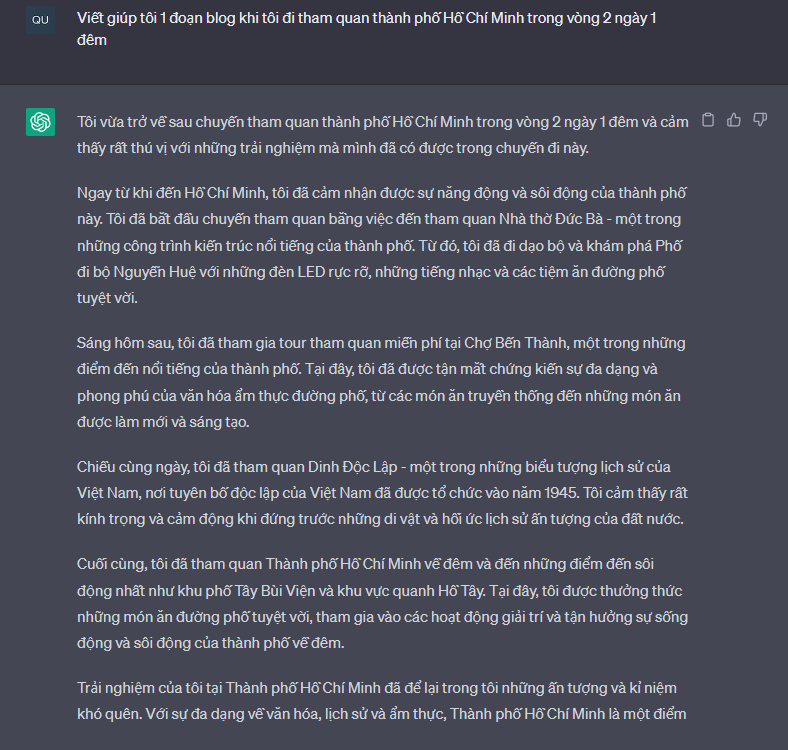 QU
Viết giúp tôi 1 đoạn blog khi tôi đi tham quan thành phố Hồ Chí Minh trong vòng 2 ngày 1
đêm
Tôi vừa trở về sau chuyến tham quan thành phố Hồ Chí Minh trong vòng 2 ngày 1 đêm và cảm
thấy rất thú vị với những trải nghiệm mà mình đã có được trong chuyến đi này.
Ngay từ khi đến Hồ Chí Minh, tôi đã cảm nhận được sự năng động và sôi động của thành phố
này. Tôi đã bắt đầu chuyến tham quan bằng việc đến tham quan Nhà thờ Đức Bà - một trong
những công trình kiến trúc nổi tiếng của thành phố. Từ đó, tôi đã đi dạo bộ và khám phá Phố
đi bộ Nguyễn Huệ với những đèn LED rực rỡ, những tiếng nhạc và các tiệm ăn đường phố
tuyệt vời.
Sáng hôm sau, tôi đã tham gia tour tham quan miễn phí tại Chợ Bến Thành, một trong những
điểm đến nổi tiếng của thành phố. Tại đây, tôi đã được tận mắt chứng kiến sự đa dạng và
phong phú của văn hóa ẩm thực đường phố, từ các món ăn truyền thống đến những món ăn
được làm mới và sáng tạo.
Chiều cùng ngày, tôi đã tham quan Dinh Độc Lập - một trong những biểu tượng lịch sử của
Việt Nam, nơi tuyên bố độc lập của Việt Nam đã được tổ chức vào năm 1945. Tôi cảm thấy rất
kính trọng và cảm động khi đứng trước những di vật và hồi ức lịch sử ấn tượng của đất nước.
Cuối cùng, tôi đã tham quan Thành phố Hồ Chí Minh về đêm và đến những điểm đến sôi
động nhất như khu phố Tây Bùi Viện và khu vực quanh Hồ Tây. Tại đây, tôi được thưởng thức
những món ăn đường phố tuyệt vời, tham gia vào các hoạt động giải trí và tận hưởng sự sống
động và sôi động của thành phố về đêm.
Trải nghiệm của tôi tại Thành phố Hồ Chí Minh đã để lại trong tôi những ấn tượng và kỉ niệm
khó quên. Với sự đa dạng về văn hóa, lịch sử và ẩm thực, Thành phố Hồ Chí Minh là một điểm